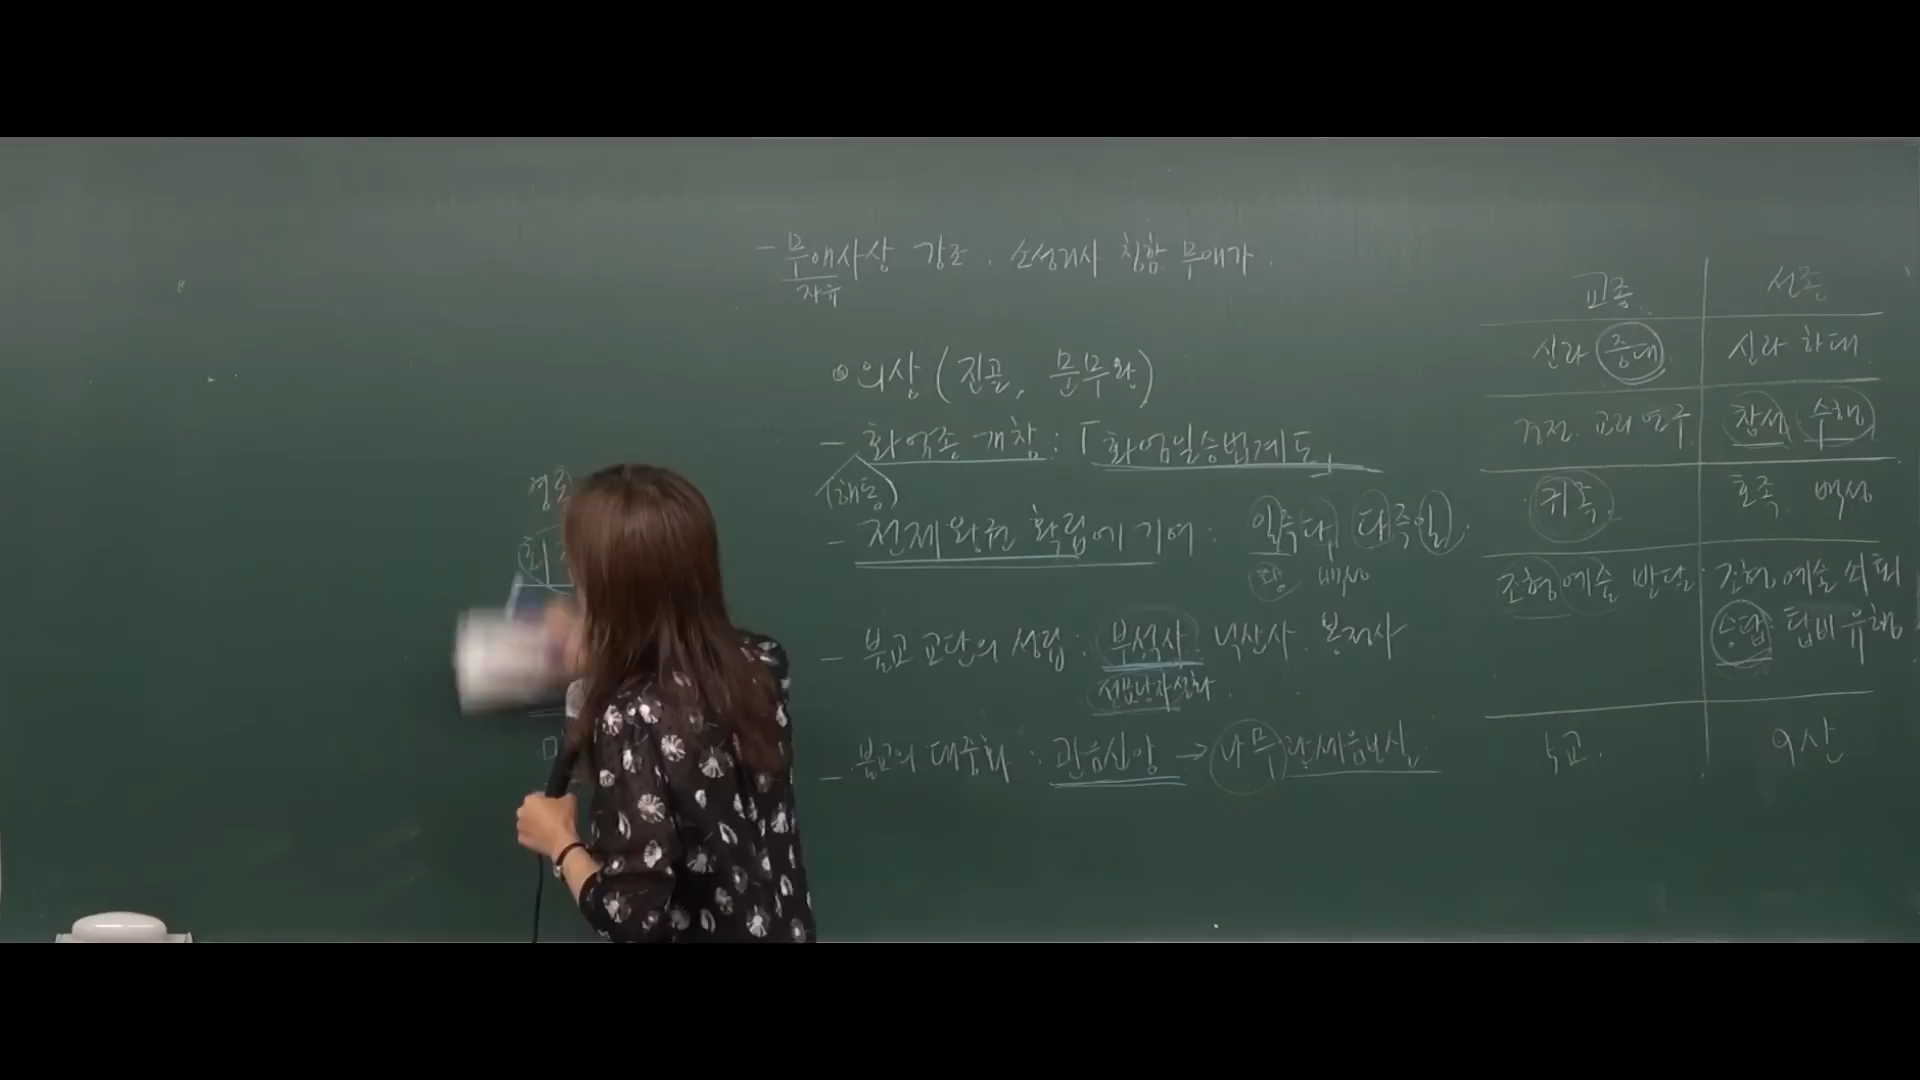 - 무애사상 강조. 소성거사 칭함 무애가.
자유
⊙ 의상 (진골, 문무왕)
- 화엄종 개창 : 「화엄일승법계도」
(해동)
- 전제왕권 확립에 기여 : 일즉다, 다즉일.
왕 백성
- 불교 교단의 성립 : 부석사. 낙산사. 봉정사
- 불교의 대중화 : 관음신앙 → 나무관세음보살.
교종 선종
신라 중대 신라 하대
경전. 교리 연구 참선 수행
귀족. 호족 백성
조형예술 발달 조형예술 쇠퇴
승탑 탑비 유행
5교. 9산